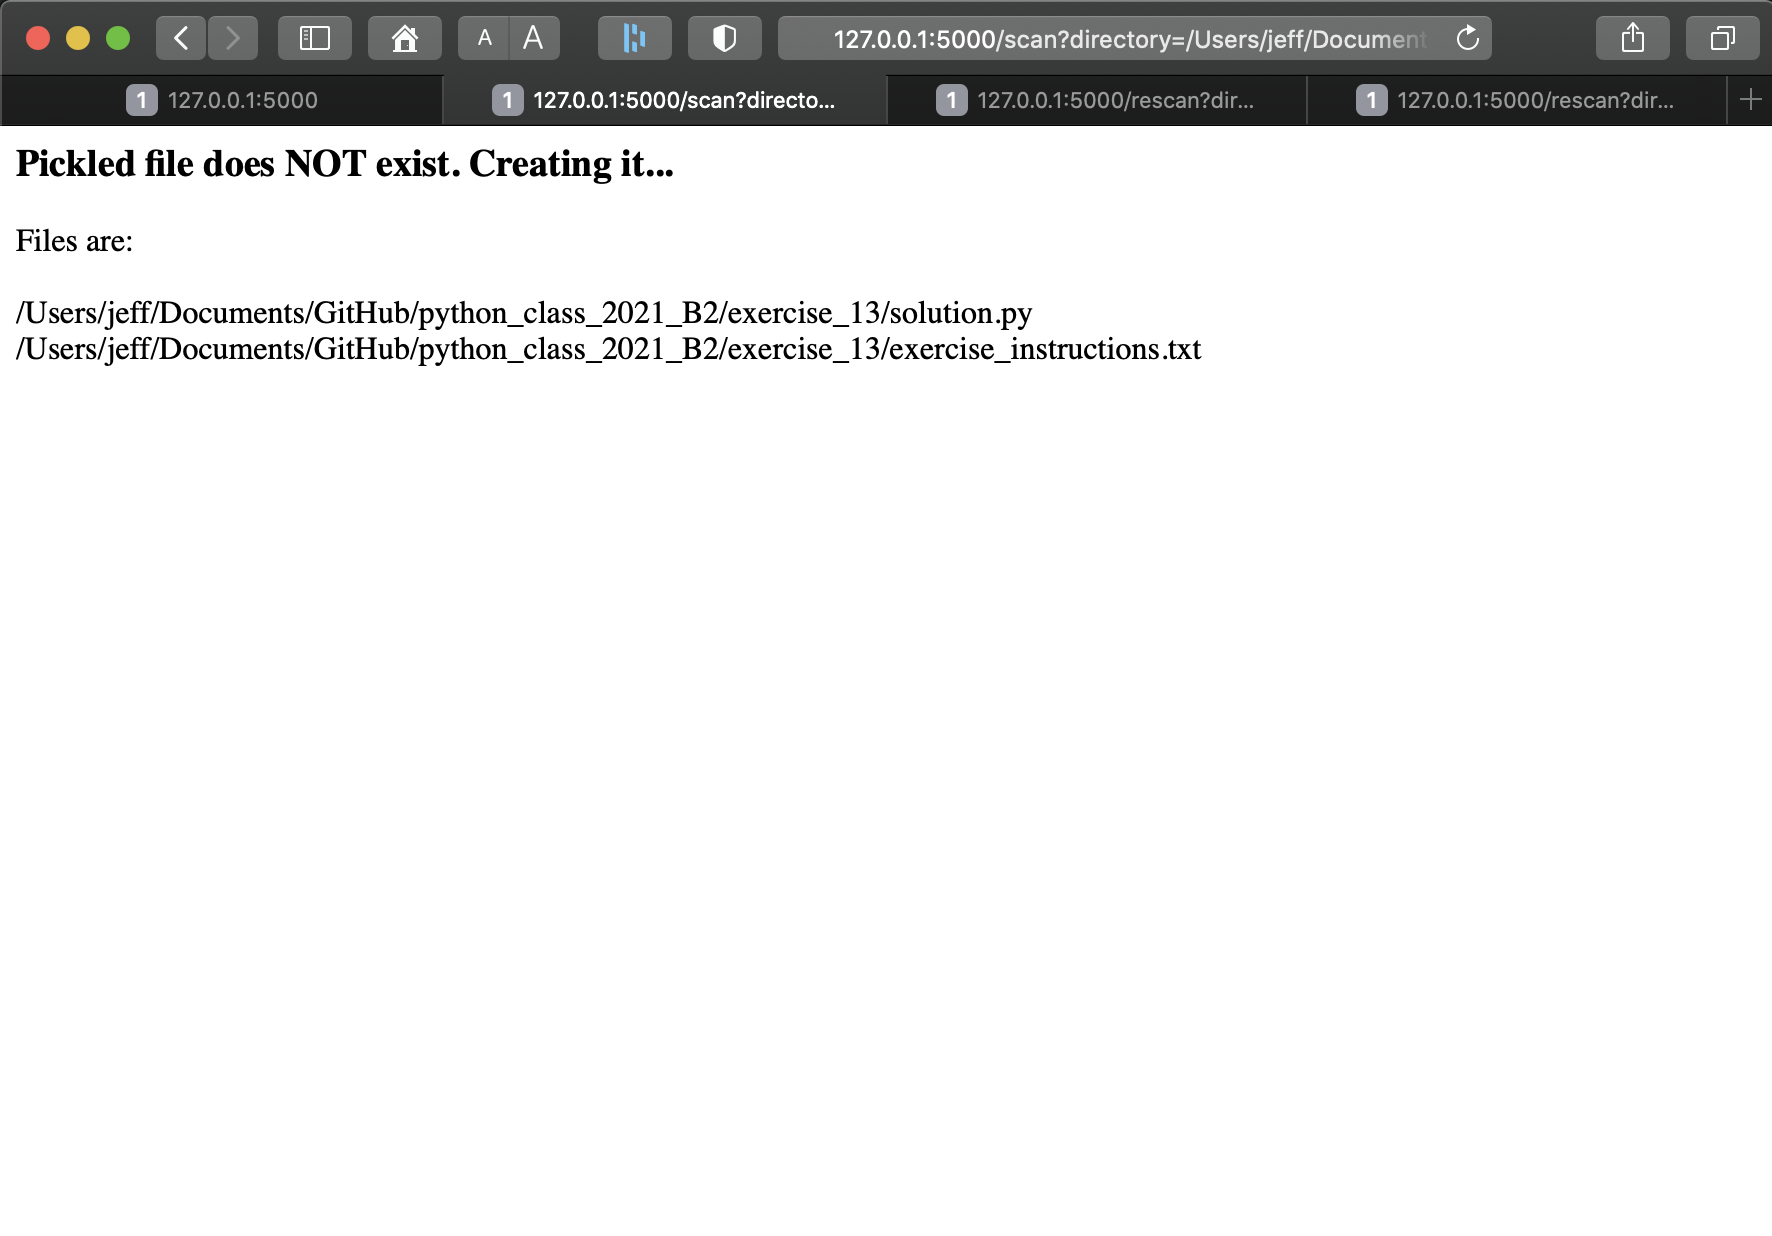 A A 127.0.0.1:5000/scan?directory=/Users/jeff/Document
1 127.0.0.1:5000 1 127.0.0.1:5000/scan?directo... 1 127.0.0.1:5000/rescan?dir... 1 127.0.0.1:5000/rescan?dir...
Pickled file does NOT exist. Creating it...
Files are:
/Users/jeff/Documents/GitHub/python_class_2021_B2/exercise_13/solution.py
/Users/jeff/Documents/GitHub/python_class_2021_B2/exercise_13/exercise_instructions.txt